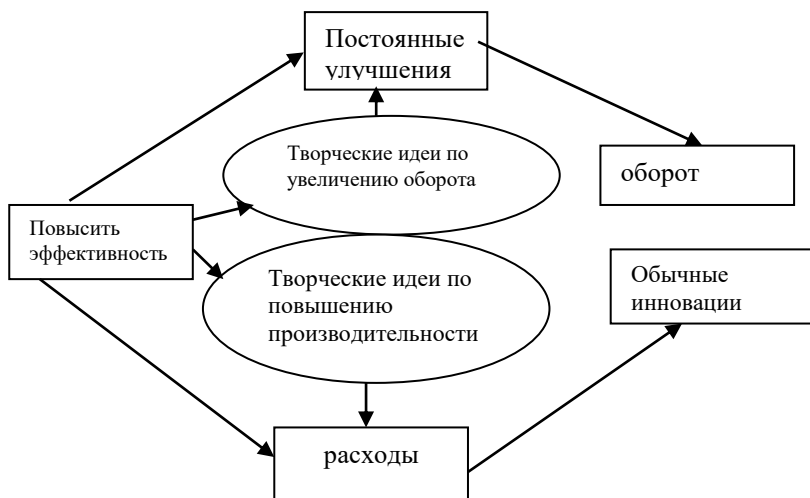 Постоянные
улучшения
Творческие идеи по
увеличению оборота
оборот
Повысить
эффективность
Творческие идеи по
повышению
производительности
Обычные
инновации
расходы